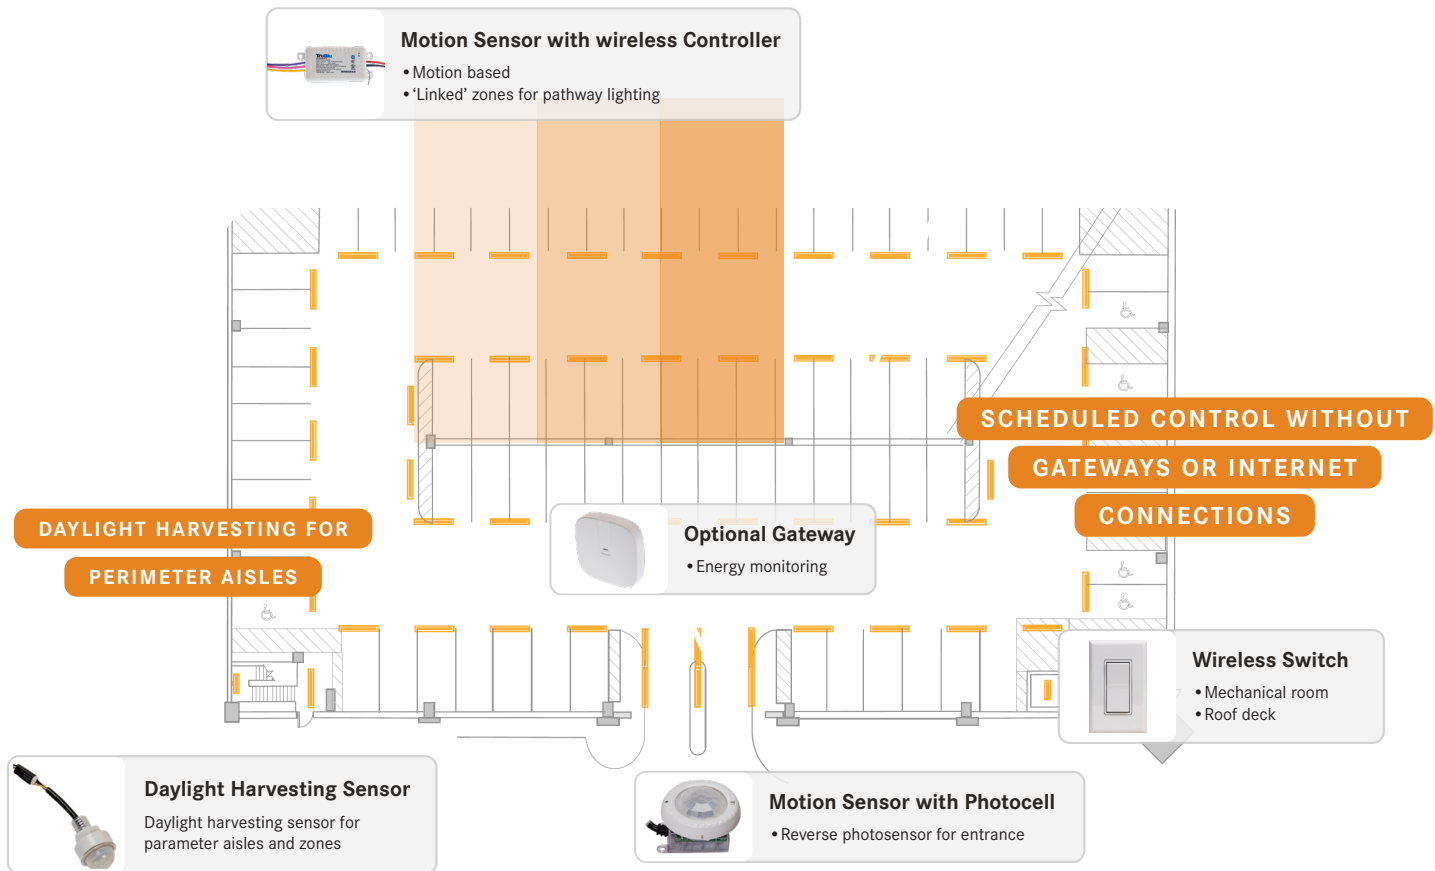 Motion Sensor with wireless Controller
• Motion based
• ‘Linked’ zones for pathway lighting
SCHEDULED CONTROL WITHOUT
GATEWAYS OR INTERNET
CONNECTIONS
DAYLIGHT HARVESTING FOR
PERIMETER AISLES
Optional Gateway
• Energy monitoring
Wireless Switch
• Mechanical room
• Roof deck
Daylight Harvesting Sensor
Daylight harvesting sensor for
parameter aisles and zones
Motion Sensor with Photocell
• Reverse photosensor for entrance